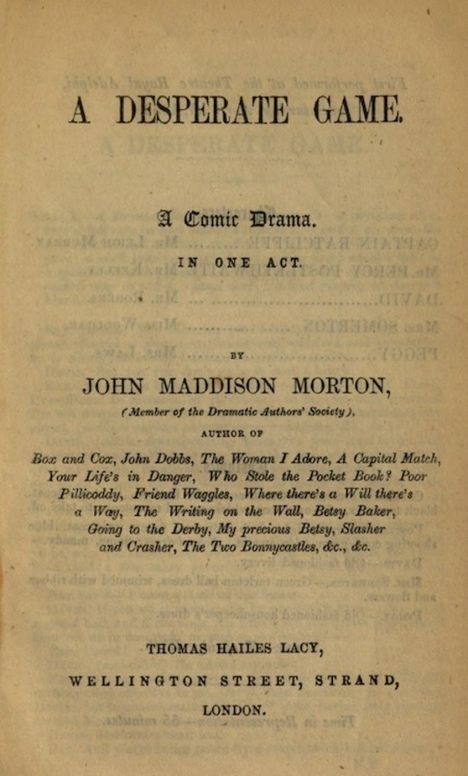 A DESPERATE GAME.
A Comic Drama.
IN ONE ACT.
BY
JOHN MADDISON MORTON,
(Member of the Dramatic Authors' Society),
AUTHOR OF
Box and Cox, John Dobbs, The Woman I Adore, A Capital Match,
Your Life's in Danger, Who Stole the Pocket Book? Poor
Pillicoddy, Friend Waggles, Where there's a Will there's
a Way, The Writing on the Wall, Betsy Baker,
Going to the Derby, My precious Betsy, Slasher
and Crasher, The Two Bonnycastles, &c., &c.
THOMAS HAILES LACY,
WELLINGTON STREET, STRAND,
LONDON.